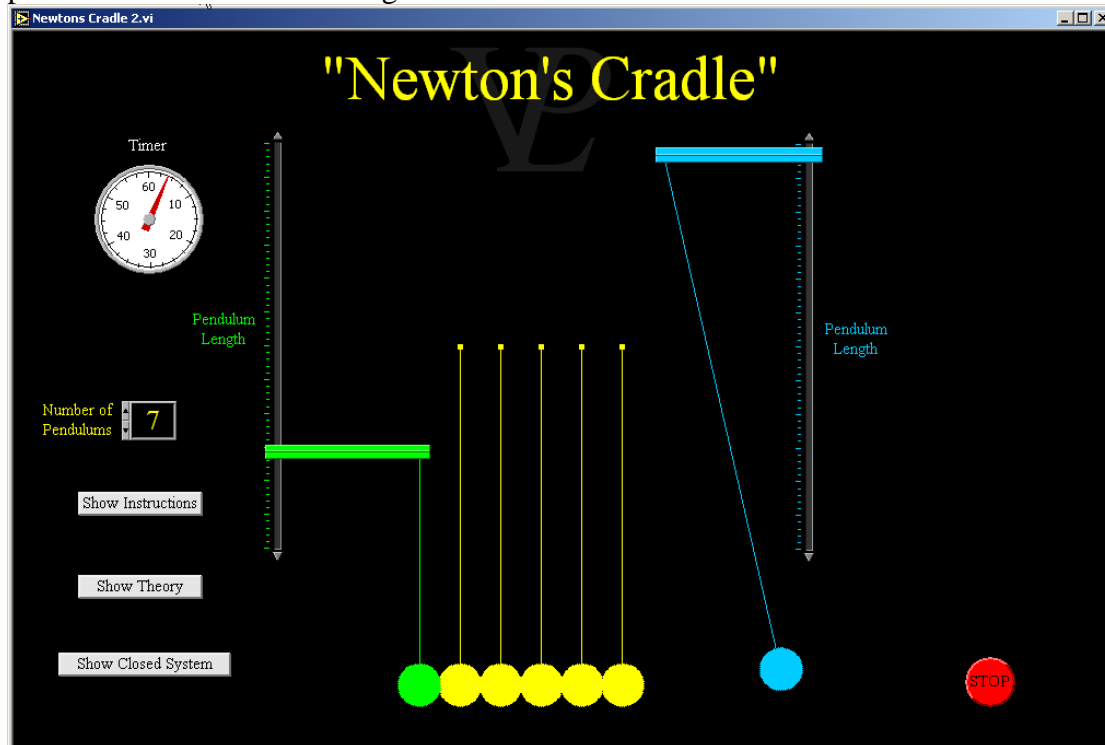 Newtons Cradle 2.vi
"Newton's Cradle"
VPL
Timer
60
50
10
40
20
30
Pendulum
Length
Pendulum
Length
Number of
Pendulums
7
Show Instructions
Show Theory
Show Closed System
STOP